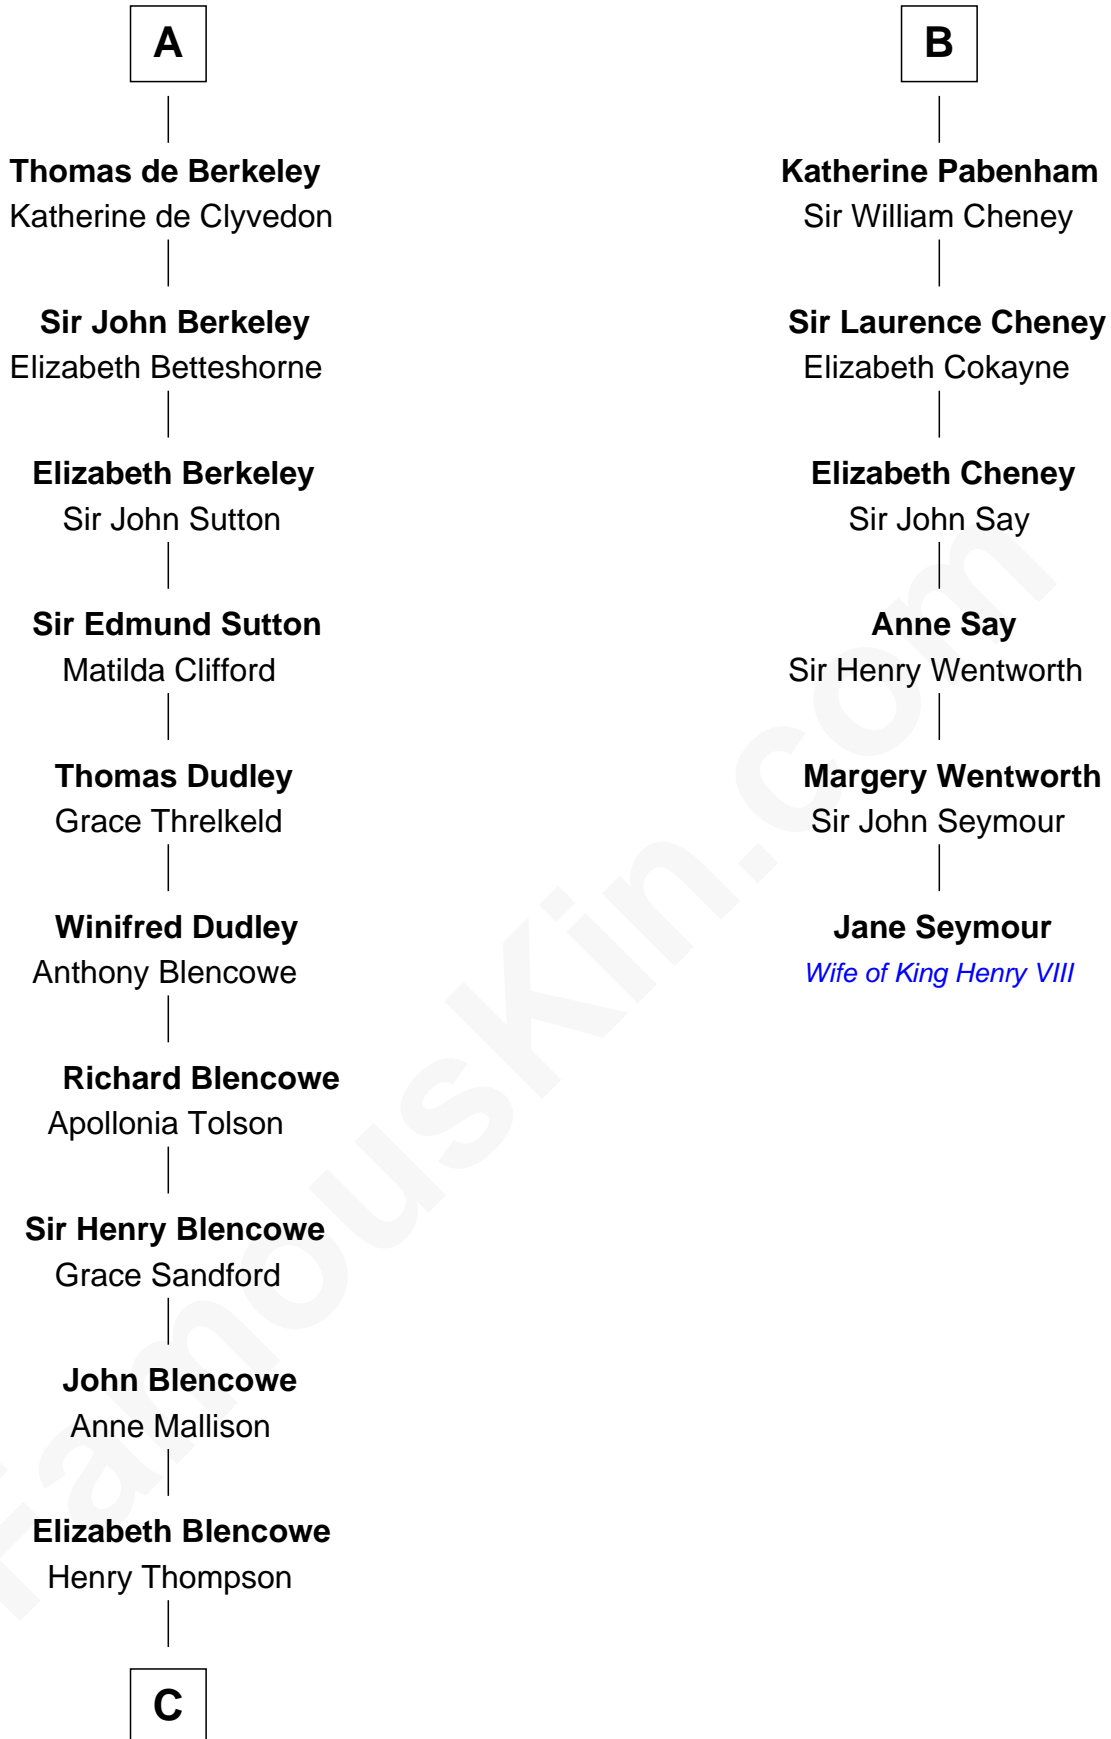 A
Thomas de Berkeley
Katherine de Clyvedon
Sir John Berkeley
Elizabeth Betteshorne
Elizabeth Berkeley
Sir John Sutton
Sir Edmund Sutton
Matilda Clifford
Thomas Dudley
Grace Threlkeld
Winifred Dudley
Anthony Blencowe
Richard Blencowe
Apollonia Tolson
Sir Henry Blencowe
Grace Sandford
John Blencowe
Anne Mallison
Elizabeth Blencowe
Henry Thompson
C
B
Katherine Pabenham
Sir William Cheney
Sir Laurence Cheney
Elizabeth Cokayne
Elizabeth Cheney
Sir John Say
Anne Say
Sir Henry Wentworth
Margery Wentworth
Sir John Seymour
Jane Seymour
Wife of King Henry VIII
FamousKin.com